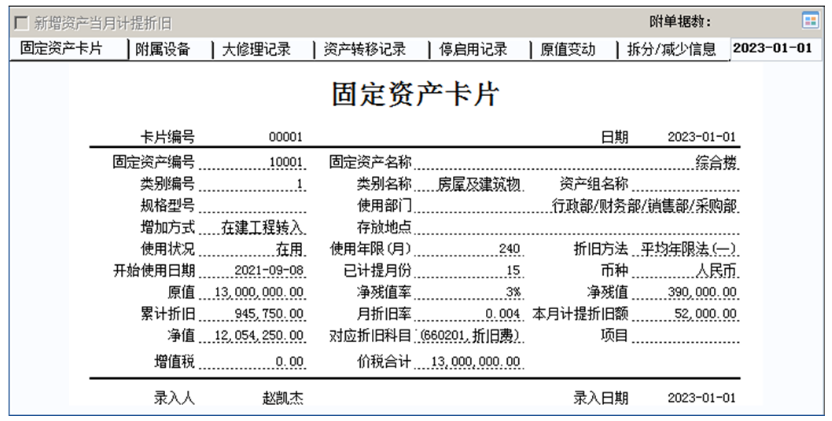 新增资产当月计提折旧 附单据数:
固定资产卡片 附属设备 大修理记录 资产转移记录 停启用记录 原值变动 拆分/减少信息 2023-01-01
固定资产卡片
卡片编号 00001 日期 2023-01-01
固定资产编号 10001 固定资产名称 综合楼
类别编号 1 类别名称 房屋及建筑物 资产组名称
规格型号 使用部门 行政部/财务部/销售部/采购部
增加方式 在建工程转入 存放地点
使用状况 在用 使用年限(月) 240 折旧方法 平均年限法(一)
开始使用日期 2021-09-08 已计提月份 15 币种 人民币
原值 13,000,000.00 净残值率 3% 净残值 390,000.00
累计折旧 945,750.00 月折旧率 0.004 本月计提折旧额 52,000.00
净值 12,054,250.00 对应折旧科目 (660201,折旧费) 项目
增值税 0.00 价税合计 13,000,000.00
录入人 赵凯杰 录入日期 2023-01-01